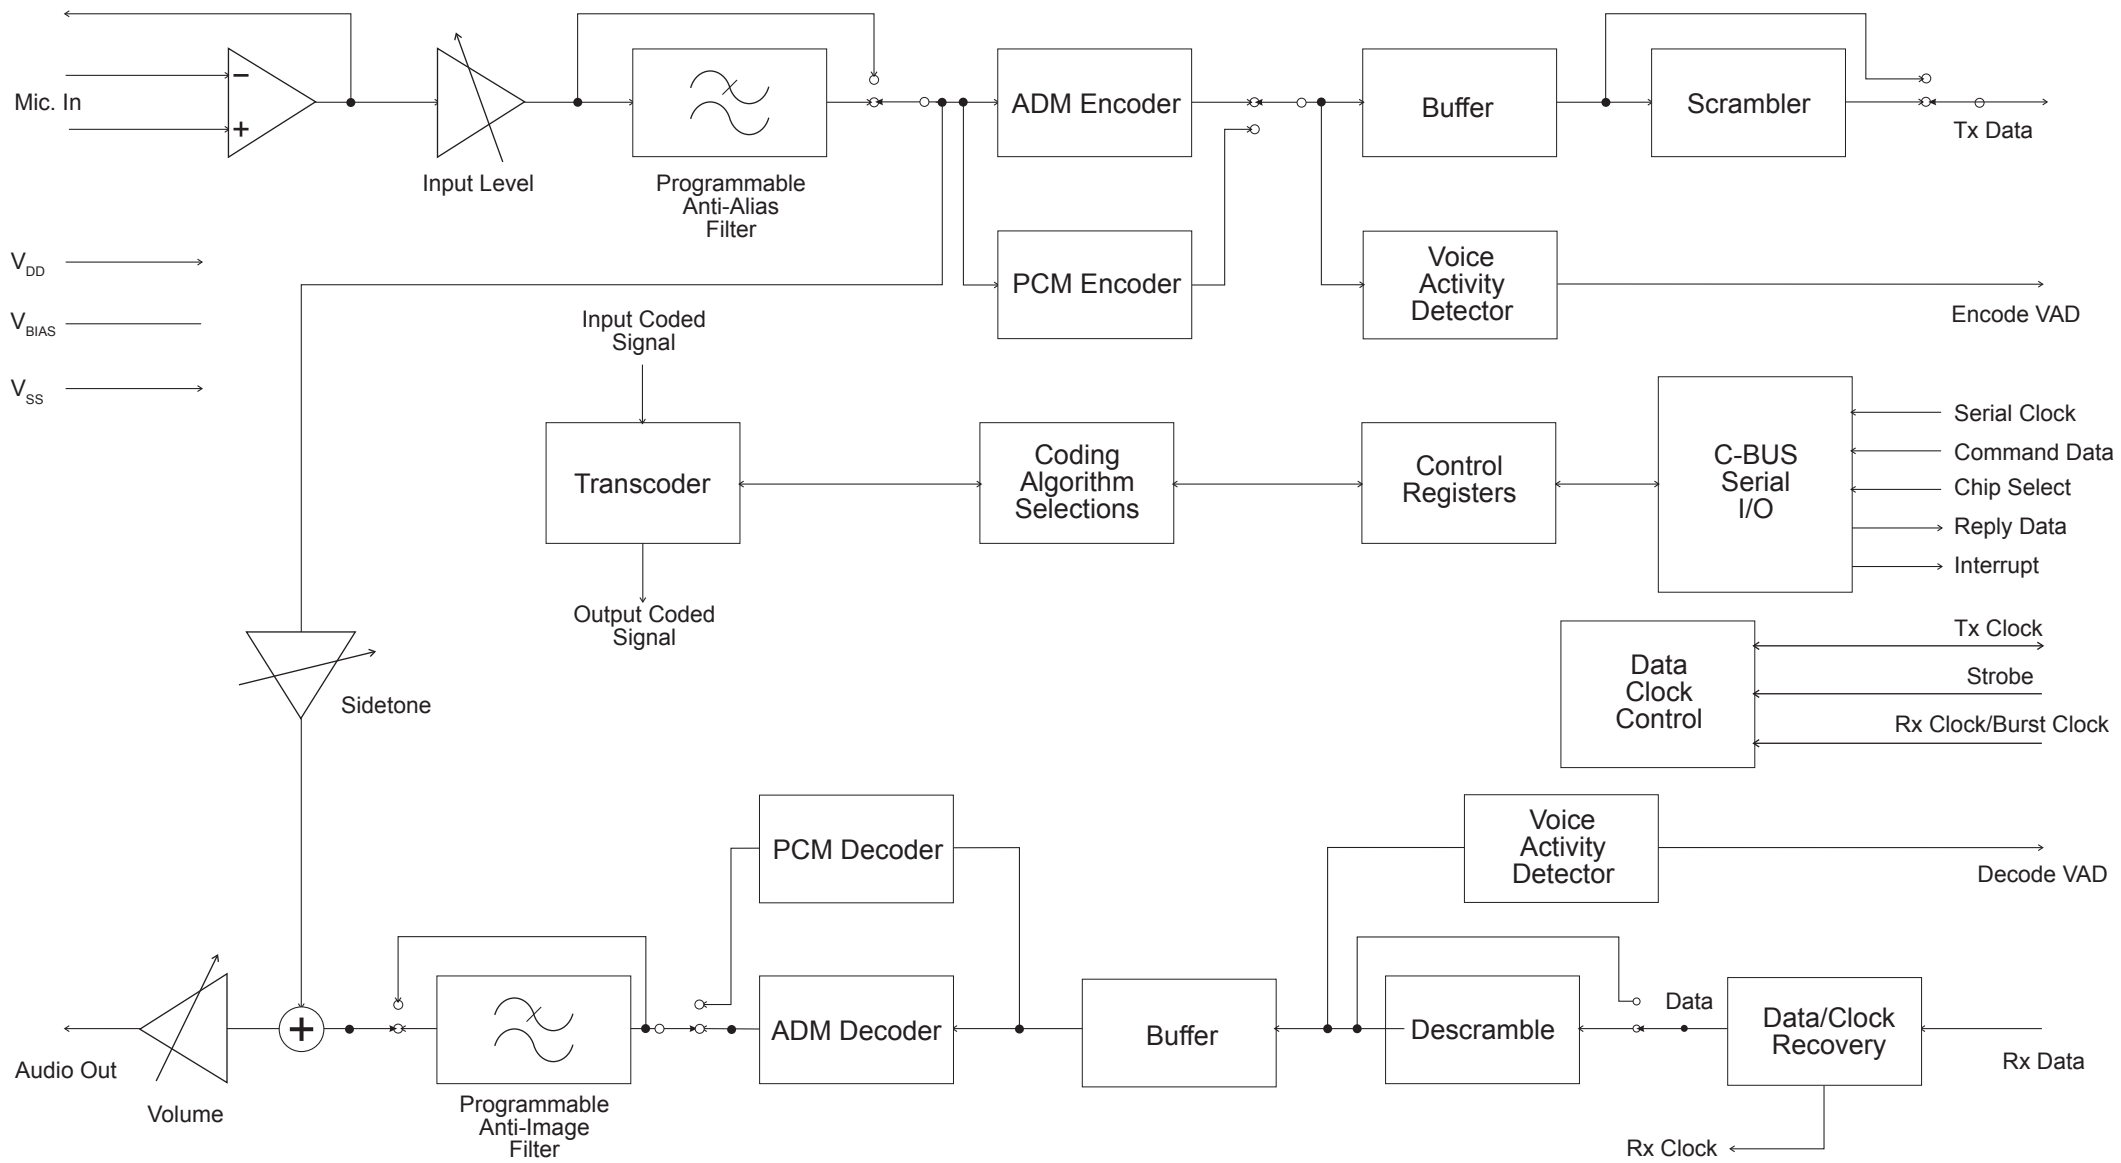 Mic. In
−
+
Input Level
Programmable
Anti-Alias
Filter
ADM Encoder
Buffer
Scrambler
Tx Data
PCM Encoder
Voice
Activity
Detector
Encode VAD
VDD
VBIAS
VSS
Input Coded
Signal
Transcoder
Output Coded
Signal
Coding
Algorithm
Selections
Control
Registers
C-BUS
Serial
I/O
Serial Clock
Command Data
Chip Select
Reply Data
Interrupt
Sidetone
Data
Clock
Control
Tx Clock
Strobe
Rx Clock/Burst Clock
PCM Decoder
Voice
Activity
Detector
Decode VAD
Audio Out
Volume
+
Programmable
Anti-Image
Filter
ADM Decoder
Buffer
Descramble
Data
Data/Clock
Recovery
Rx Data
Rx Clock